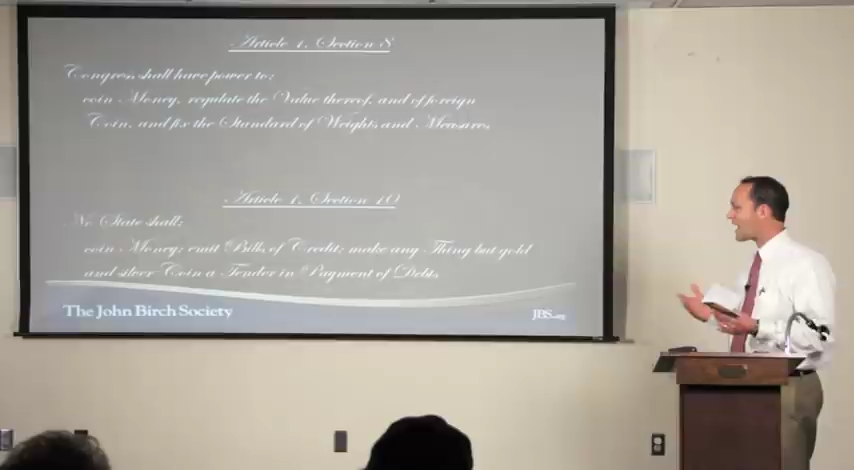 Article 1, Section 8
Congress shall have power to:
coin Money, regulate the Value thereof, and of foreign
Coin, and fix the Standard of Weights and Measures
Article 1, Section 10
No State shall:
coin Money; emit Bills of Credit; make any Thing but gold
and silver Coin a Tender in Payment of Debts
The John Birch Society
JBS.org